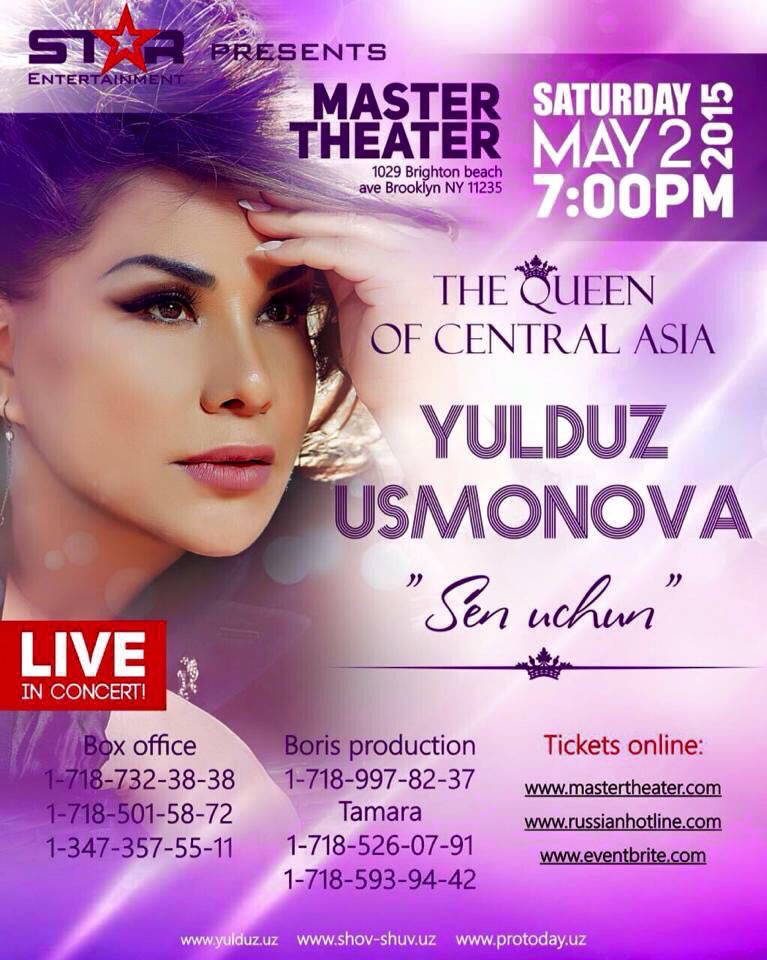 STAR PRESENTS
ENTERTAINMENT
MASTER
THEATER
1029 Brighton beach
ave Brooklyn NY 11235
SATURDAY
MAY 2 2015
7:00PM
THE QUEEN
OF CENTRAL ASIA
YULDUZ
USMONOVA
"Sen uchun"
LIVE
IN CONCERT!
Box office
1-718-732-38-38
1-718-501-58-72
1-347-357-55-11
Boris production
1-718-997-82-37
Tamara
1-718-526-07-91
1-718-593-94-42
Tickets online:
www.mastertheater.com
www.russianhotline.com
www.eventbrite.com
www.yulduz.uz www.shov-shuv.uz www.protoday.uz